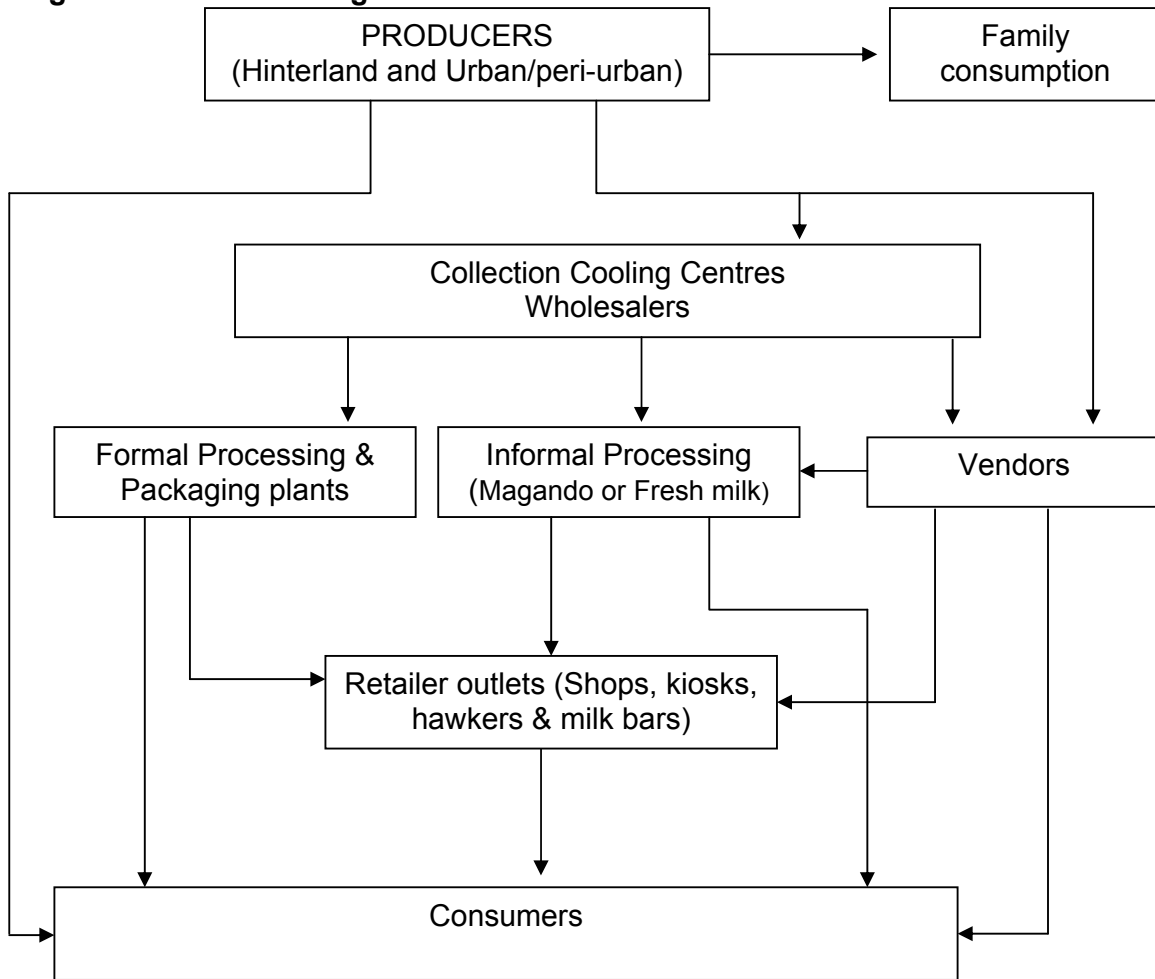 PRODUCERS
(Hinterland and Urban/peri-urban)
Family
consumption
Collection Cooling Centres
Wholesalers
Formal Processing &
Packaging plants
Informal Processing
(Magando or Fresh milk)
Vendors
Retailer outlets (Shops, kiosks,
hawkers & milk bars)
Consumers